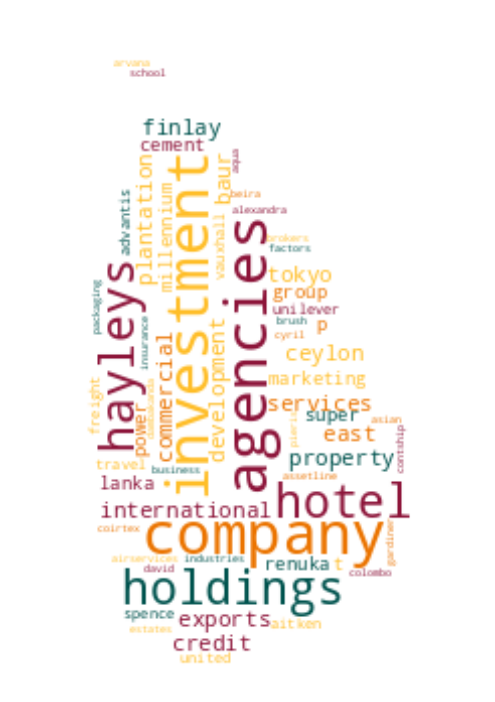 arvana
school
finlay
cement
investment
plantation
millennium
baur
aqua
advantis
beira
alexandra
vauxhall
agencies
brokers
factors
hayleys
tokyo
group
packaging
unilever
brush
p
insurance
cyril
development
commercial
ceylon
marketing
freight
power
services
super
asian
east
contship
travel
business
property
assetline
lanka
hotel
international
company
coirtex
gardiner
airservices
industries
renuka
t
david
colombo
holdings
spence
exports
aitken
estates
credit
united